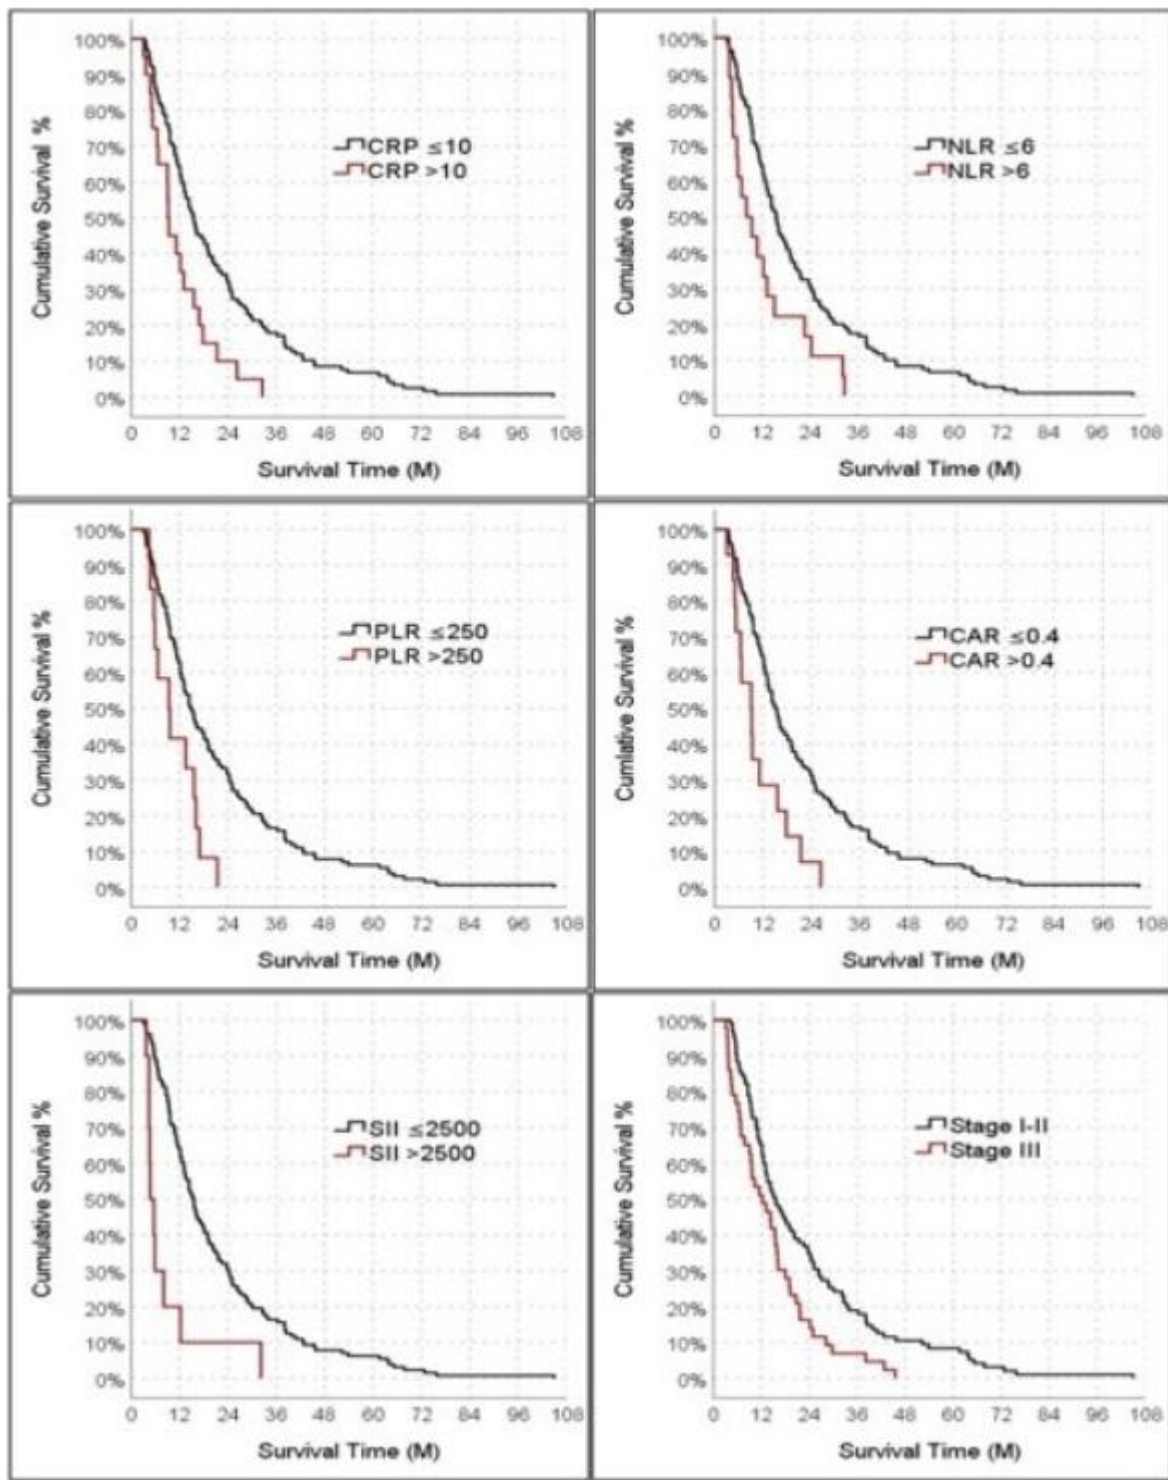 Cumulative Survival %
100%
90%
80%
70%
60%
50%
40%
30%
20%
10%
0%
CRP ≤10
CRP >10
0 12 24 36 48 60 72 84 96 108
Survival Time (M)
Cumulative Survival %
100%
90%
80%
70%
60%
50%
40%
30%
20%
10%
0%
NLR ≤6
NLR >6
0 12 24 36 48 60 72 84 96 108
Survival Time (M)
Cumulative Survival %
100%
90%
80%
70%
60%
50%
40%
30%
20%
10%
0%
PLR ≤250
PLR >250
0 12 24 36 48 60 72 84 96 108
Survival Time (M)
Cumlative Survival %
100%
90%
80%
70%
60%
50%
40%
30%
20%
10%
0%
CAR ≤0.4
CAR >0.4
0 12 24 36 48 60 72 84 96 108
Survival Time (M)
Cumulative Survival %
100%
90%
80%
70%
60%
50%
40%
30%
20%
10%
0%
SII ≤2500
SII >2500
0 12 24 36 48 60 72 84 96 108
Survival Time (M)
Cumulative Survival %
100%
90%
80%
70%
60%
50%
40%
30%
20%
10%
0%
Stage I-II
Stage III
0 12 24 36 48 60 72 84 96 108
Survival Time (M)